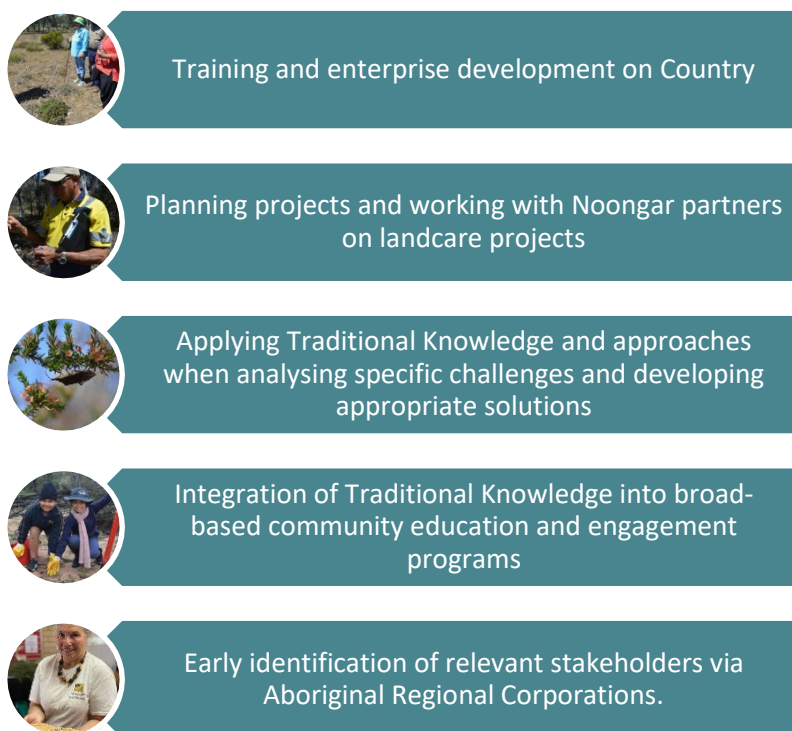 Training and enterprise development on Country
Planning projects and working with Noongar partners
on landcare projects
Applying Traditional Knowledge and approaches
when analysing specific challenges and developing
appropriate solutions
Integration of Traditional Knowledge into broad-
based community education and engagement
programs
Early identification of relevant stakeholders via
Aboriginal Regional Corporations.